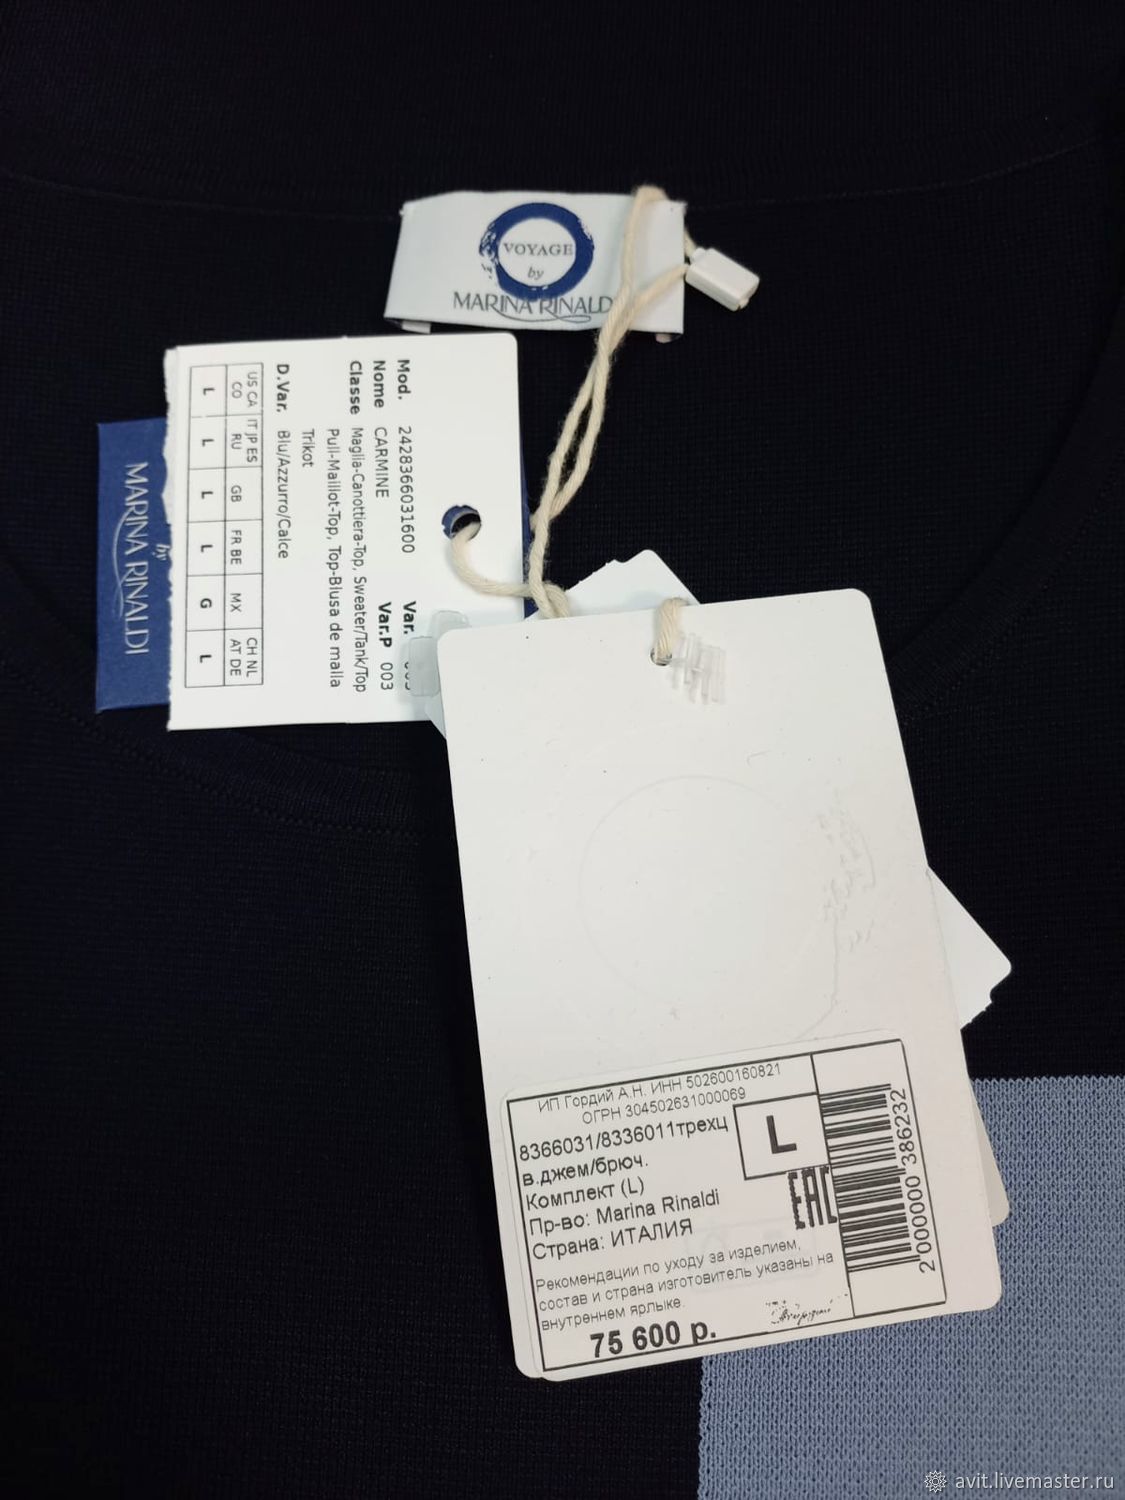 VOYAGE
by
MARINA RINALDI
Mod. 2428366031600 Var.
Nome CARMINE Var.P 003
Classe Maglia-Canottiera-Top, Sweater/Tank/Top
Pull-Maillot-Top, Top-Blusa de malla
Trikot
D.Var. Blu/Azzurro/Calce
US CA IT JP ES GB FR BE MX CH NL
CO RU AT DE
L L L L G L
by
MARINA RINALDI
ИП Гордий А.Н. ИНН 502600160821
ОГРН 304502631000069
8366031/8336011трехц
в.джем/брюч.
Комплект (L)
Пр-во: Marina Rinaldi
Страна: ИТАЛИЯ
L
EAC
Рекомендации по уходу за изделием,
состав и страна изготовитель указаны на
внутреннем ярлыке.
75 600 р.
2 000000 386232
avit.livemaster.ru